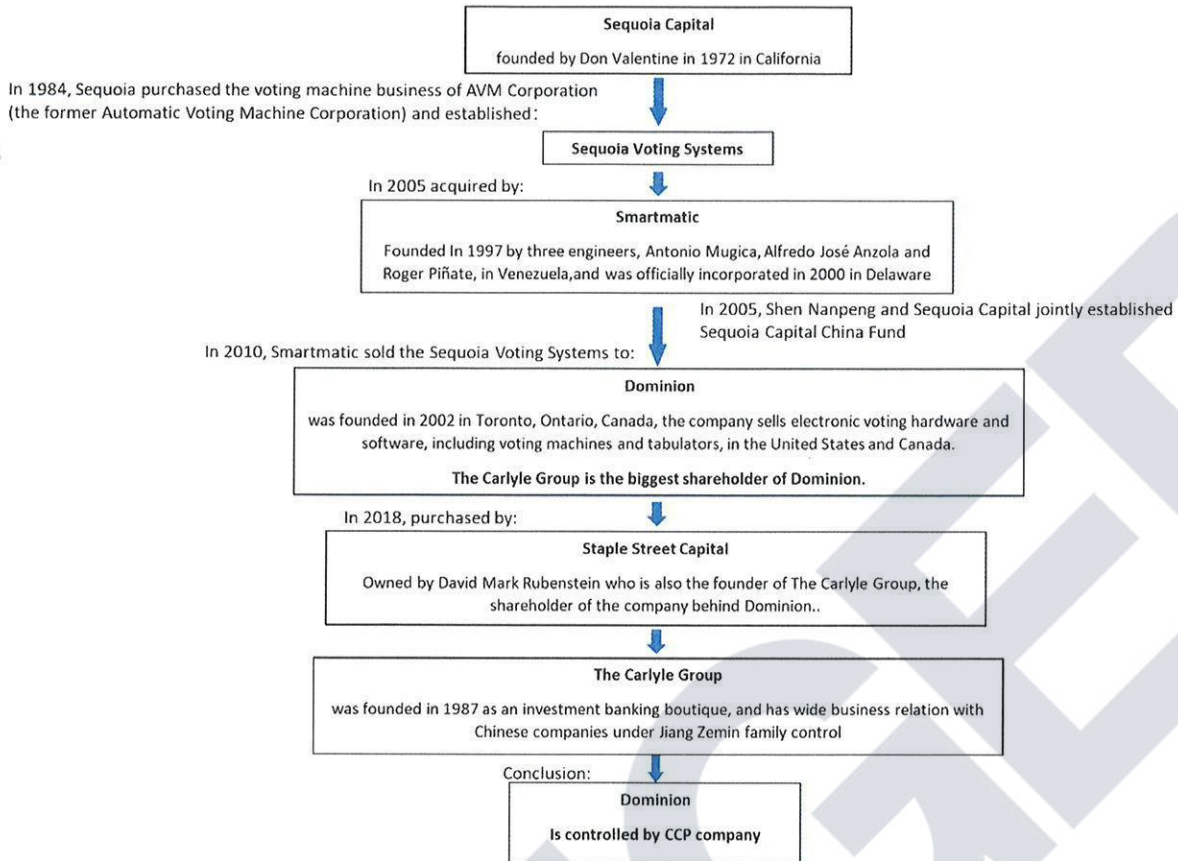 Sequoia Capital
founded by Don Valentine in 1972 in California
In 1984, Sequoia purchased the voting machine business of AVM Corporation
(the former Automatic Voting Machine Corporation) and established:
Sequoia Voting Systems
In 2005 acquired by:
Smartmatic
Founded In 1997 by three engineers, Antonio Mugica, Alfredo José Anzola and
Roger Piñate, in Venezuela,and was officially incorporated in 2000 in Delaware
In 2005, Shen Nanpeng and Sequoia Capital jointly established
Sequoia Capital China Fund
In 2010, Smartmatic sold the Sequoia Voting Systems to:
Dominion
was founded in 2002 in Toronto, Ontario, Canada, the company sells electronic voting hardware and
software, including voting machines and tabulators, in the United States and Canada.
The Carlyle Group is the biggest shareholder of Dominion.
In 2018, purchased by:
Staple Street Capital
Owned by David Mark Rubenstein who is also the founder of The Carlyle Group, the
shareholder of the company behind Dominion..
The Carlyle Group
was founded in 1987 as an investment banking boutique, and has wide business relation with
Chinese companies under Jiang Zemin family control
Conclusion:
Dominion
Is controlled by CCP company